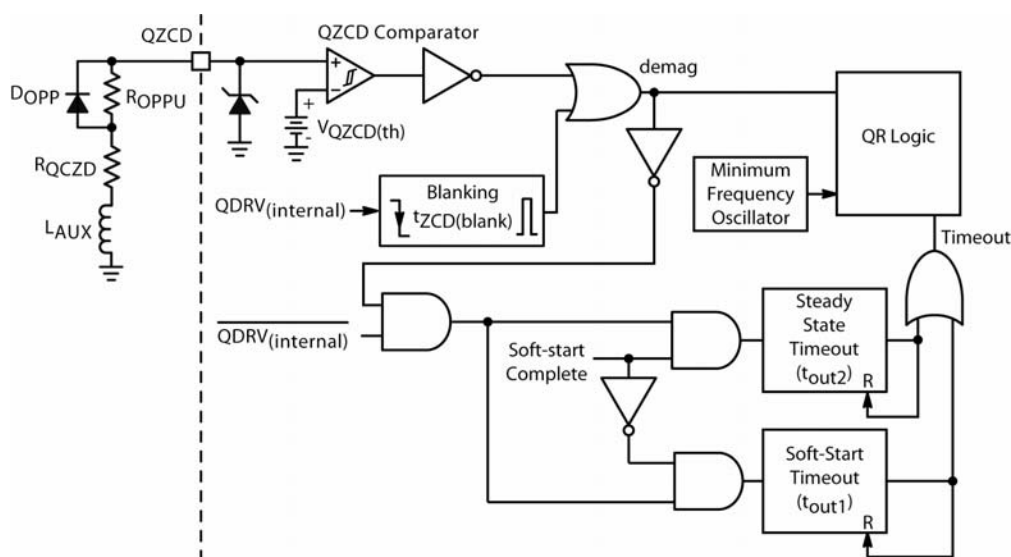 QZCD
QZCD Comparator
DOPP
ROPPU
+
-
+
-
VQZCD(th)
demag
QR Logic
RQCZD
LAUX
QDRV(internal)
Blanking
tZCD(blank)
Minimum
Frequency
Oscillator
Timeout
QDRV(internal)
Soft-start
Complete
Steady
State
Timeout
(tout2)
R
Soft-Start
Timeout
(tout1)
R